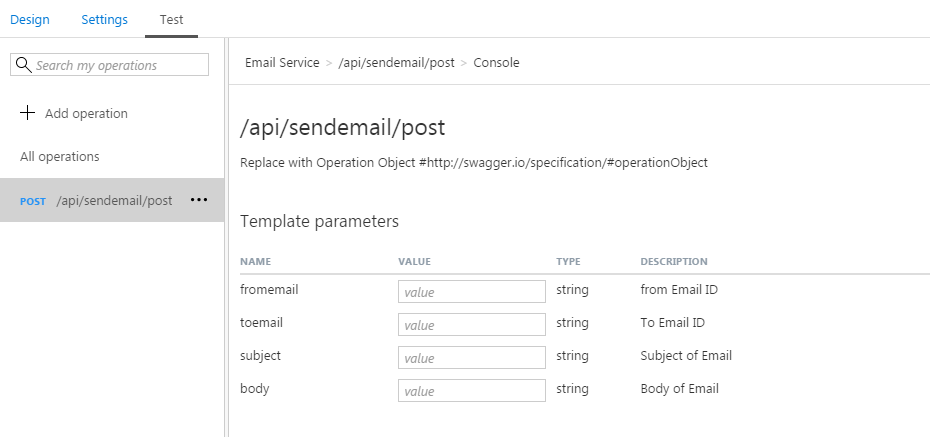 Design Settings Test
Search my operations
Email Service > /api/sendemail/post > Console
Add operation
All operations
POST /api/sendemail/post •••
/api/sendemail/post
Replace with Operation Object #http://swagger.io/specification/#operationObject
Template parameters
NAME VALUE TYPE DESCRIPTION
fromemail value string from Email ID
toemail value string To Email ID
subject value string Subject of Email
body value string Body of Email